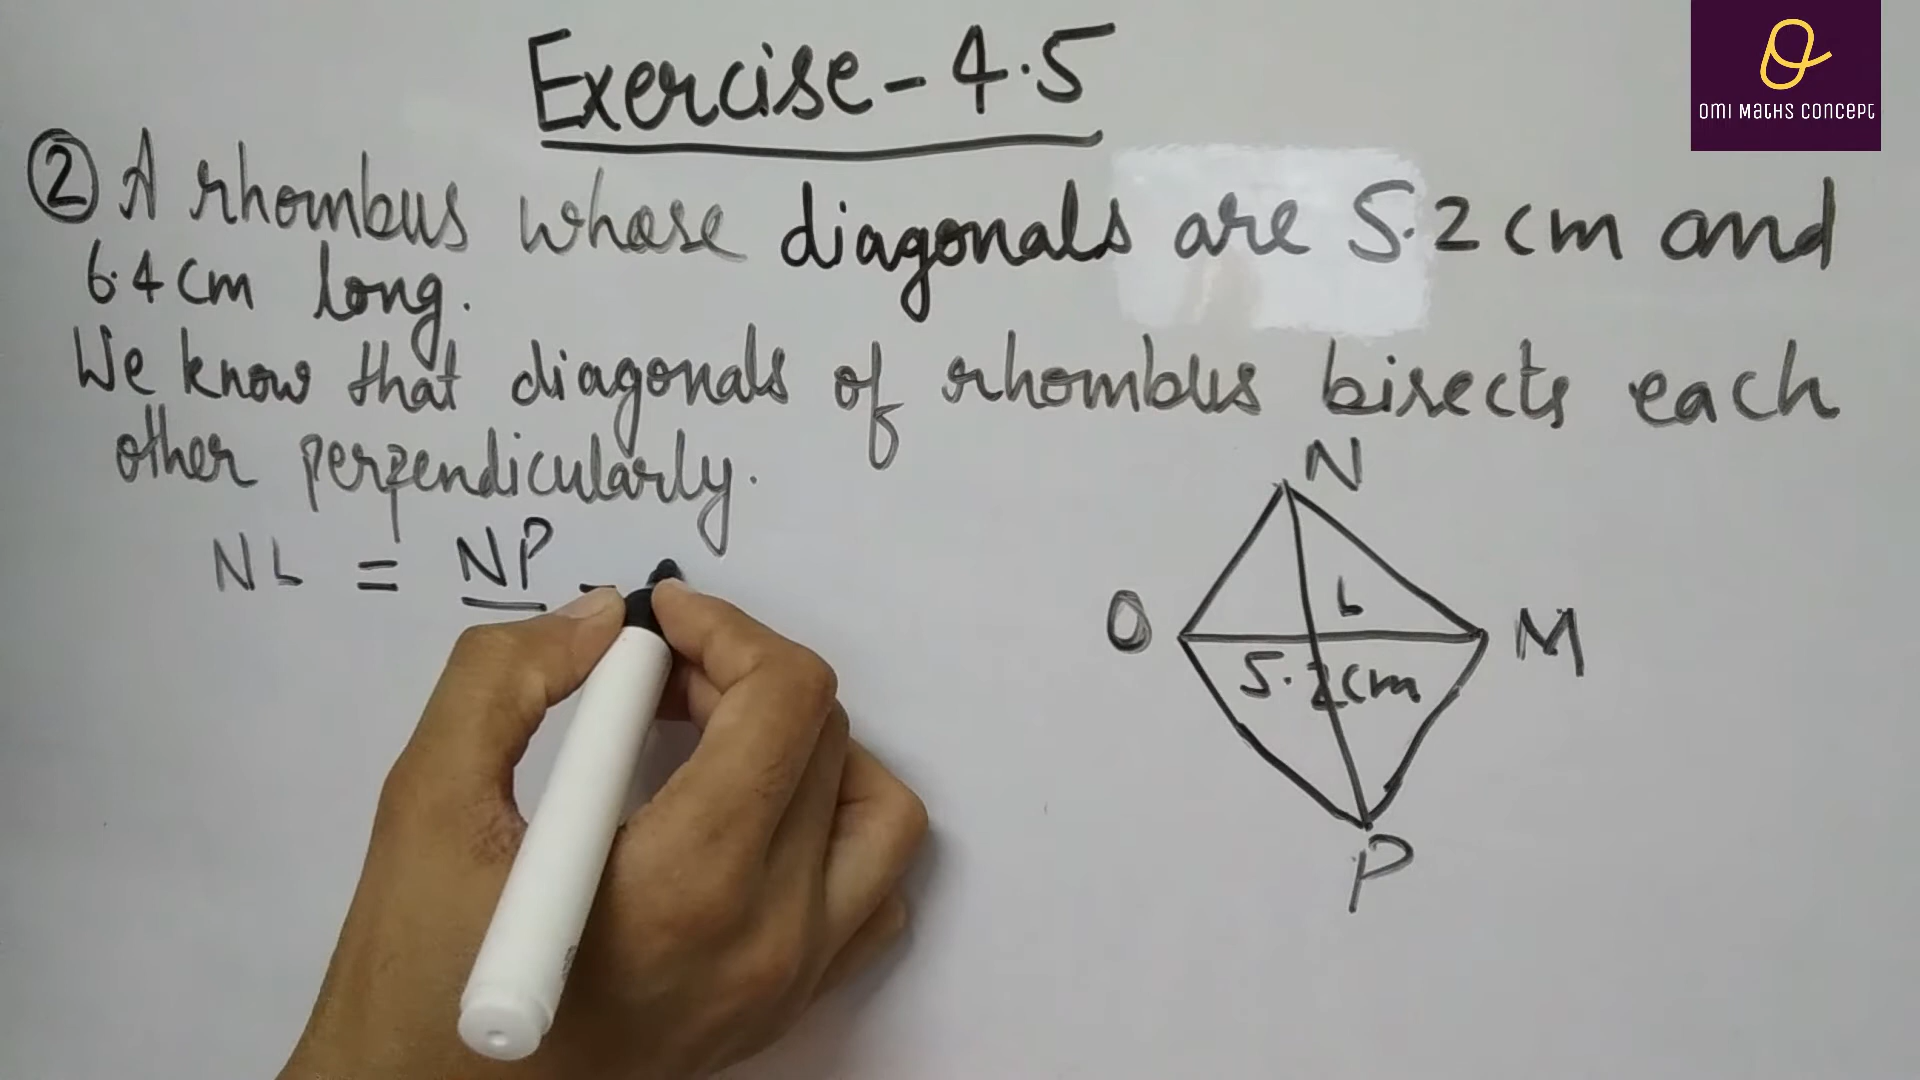 Exercise - 4.5
OMI MATHS CONCEPT
② A rhombus whose diagonals are 5.2 cm and
6.4 cm long.
We know that diagonals of rhombus bisects each
other perpendicularly.
NL = NP -
N
O
L
M
5.2cm
P